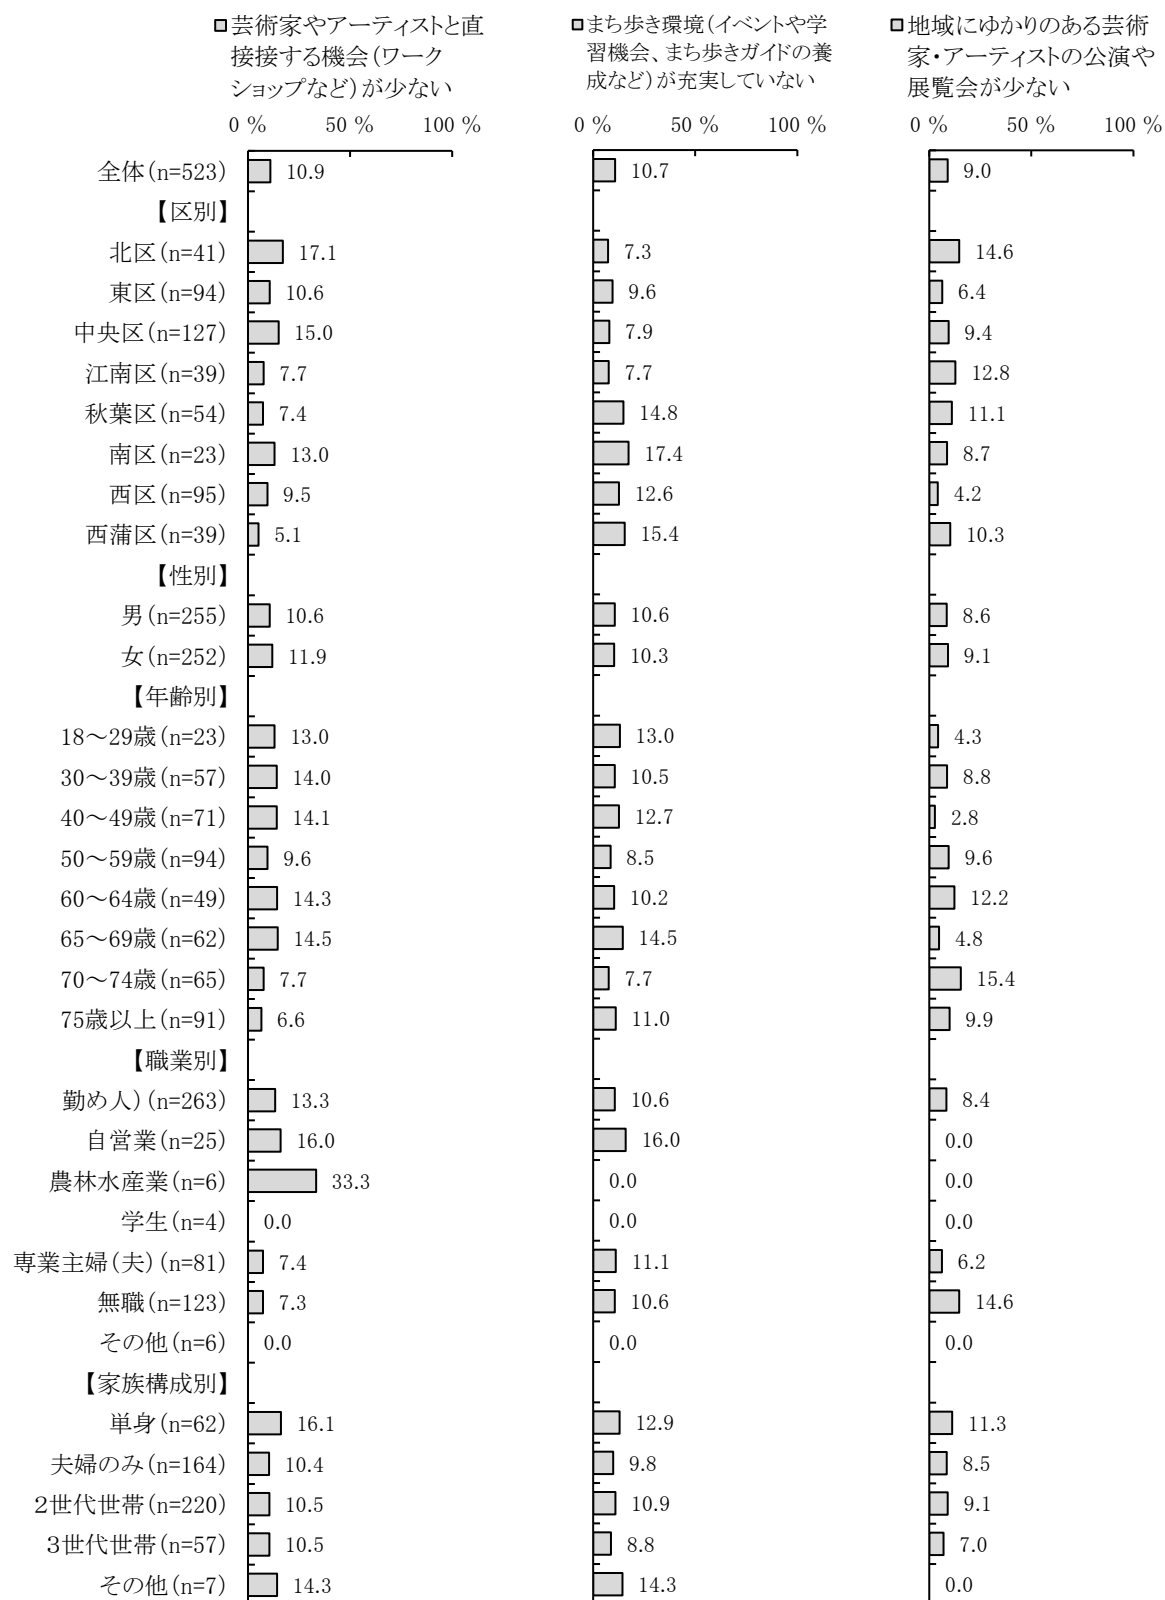 芸術家やアーティストと直
接接する機会（ワーク
ショップなど）が少ない
まち歩き環境（イベントや学
習機会、まち歩きガイドの養
成など）が充実していない
地域にゆかりのある芸術
家・アーティストの公演や
展覧会が少ない
0 % 50 % 100 % 0 % 50 % 100 % 0 % 50 % 100 %
全体（n=523） 10.9 10.7 9.0
【区別】
北区（n=41） 17.1 7.3 14.6
東区（n=94） 10.6 9.6 6.4
中央区（n=127） 15.0 7.9 9.4
江南区（n=39） 7.7 7.7 12.8
秋葉区（n=54） 7.4 14.8 11.1
南区（n=23） 13.0 17.4 8.7
西区（n=95） 9.5 12.6 4.2
西蒲区（n=39） 5.1 15.4 10.3
【性別】
男（n=255） 10.6 10.6 8.6
女（n=252） 11.9 10.3 9.1
【年齢別】
18～29歳（n=23） 13.0 13.0 4.3
30～39歳（n=57） 14.0 10.5 8.8
40～49歳（n=71） 14.1 12.7 2.8
50～59歳（n=94） 9.6 8.5 9.6
60～64歳（n=49） 14.3 10.2 12.2
65～69歳（n=62） 14.5 14.5 4.8
70～74歳（n=65） 7.7 7.7 15.4
75歳以上（n=91） 6.6 11.0 9.9
【職業別】
勤め人）（n=263） 13.3 10.6 8.4
自営業（n=25） 16.0 16.0 0.0
農林水産業（n=6） 33.3 0.0 0.0
学生（n=4） 0.0 0.0 0.0
専業主婦（夫）（n=81） 7.4 11.1 6.2
無職（n=123） 7.3 10.6 14.6
その他（n=6） 0.0 0.0 0.0
【家族構成別】
単身（n=62） 16.1 12.9 11.3
夫婦のみ（n=164） 10.4 9.8 8.5
２世代世帯（n=220） 10.5 10.9 9.1
３世代世帯（n=57） 10.5 8.8 7.0
その他（n=7） 14.3 14.3 0.0